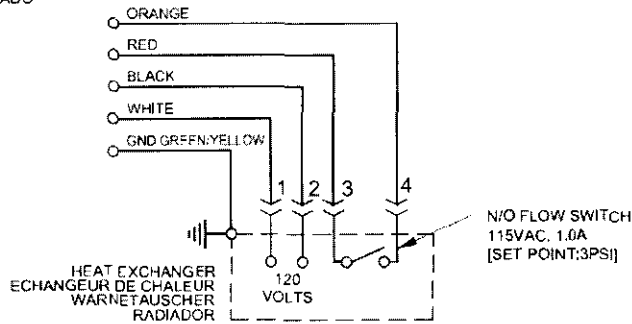 ORANGE
RED
BLACK
WHITE
GND GREEN/YELLOW
1 2 3 4
N/O FLOW SWITCH
115VAC, 1.0A
[SET POINT:3PSI]
120
VOLTS
HEAT EXCHANGER
ECHANGEUR DE CHALEUR
WARNETAUSCHER
RADIADOR